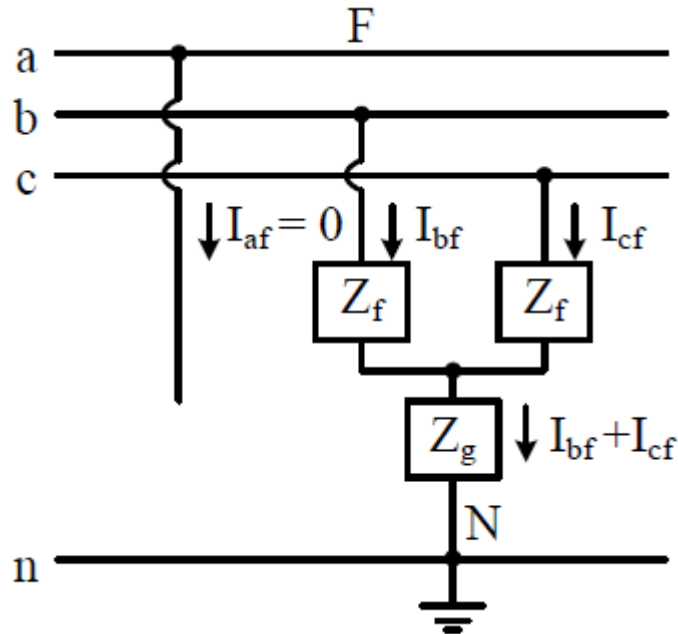 F
a
b
c
I_af = 0
I_bf
I_cf
Z_f
Z_f
Z_g
I_bf + I_cf
N
n